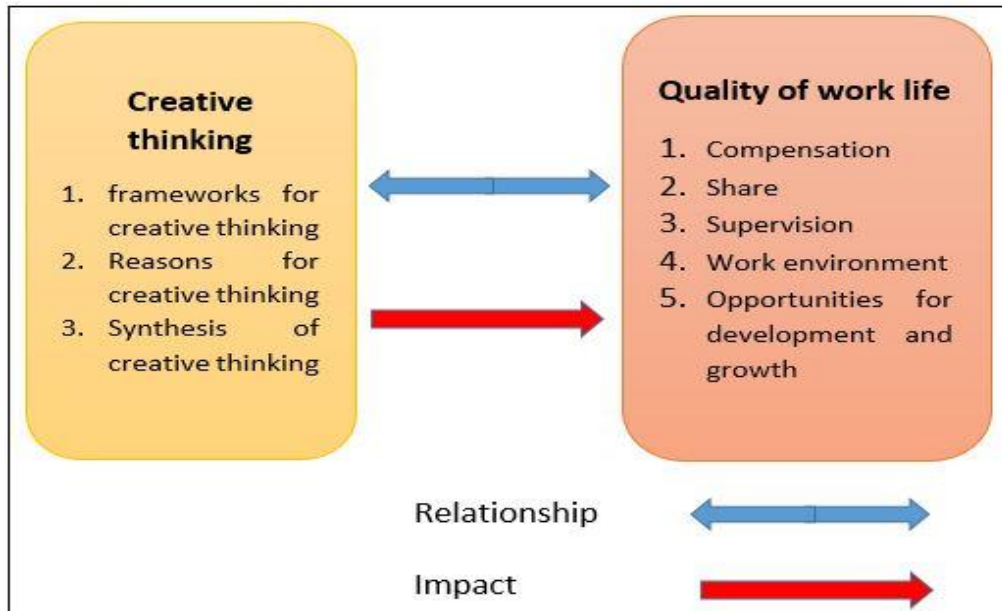 Creative
thinking
1. frameworks for
creative thinking
2. Reasons for
creative thinking
3. Synthesis of
creative thinking
Quality of work life
1. Compensation
2. Share
3. Supervision
4. Work environment
5. Opportunities for
development and
growth
Relationship
Impact